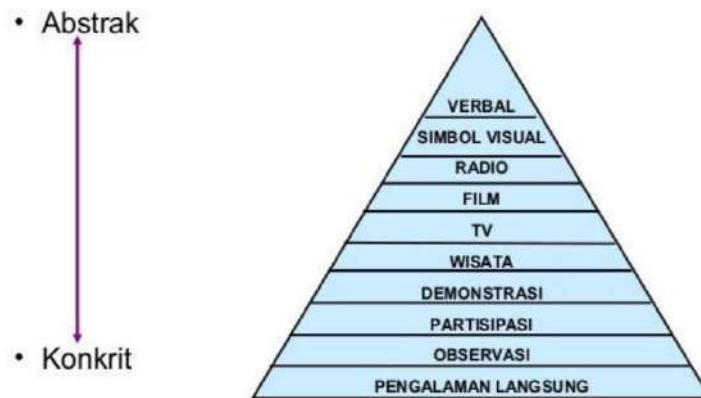 • Abstrak
VERBAL
SIMBOL VISUAL
RADIO
FILM
TV
WISATA
DEMONSTRASI
PARTISIPASI
OBSERVASI
• Konkrit
PENGALAMAN LANGSUNG